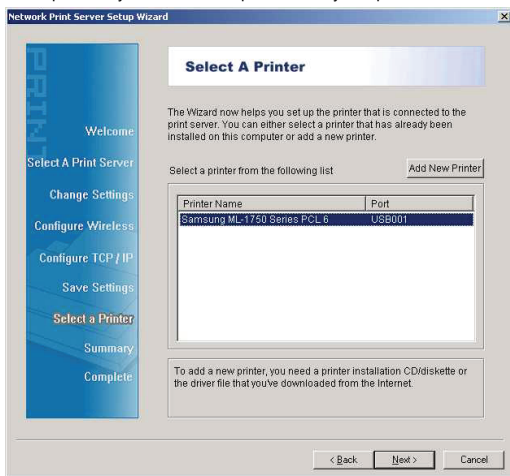 Network Print Server Setup Wizard
PRINT
Select A Printer
The Wizard now helps you set up the printer that is connected to the
print server. You can either select a printer that has already been
installed on this computer or add a new printer.
Select a printer from the following list
Add New Printer
Printer Name Port
Samsung ML-1750 Series PCL 6 USB001
Welcome
Select A Print Server
Change Settings
Configure Wireless
Configure TCP / IP
Save Settings
Select a Printer
Summary
Complete
To add a new printer, you need a printer installation CD/diskette or
the driver file that you've downloaded from the Internet.
< Back
Next >
Cancel